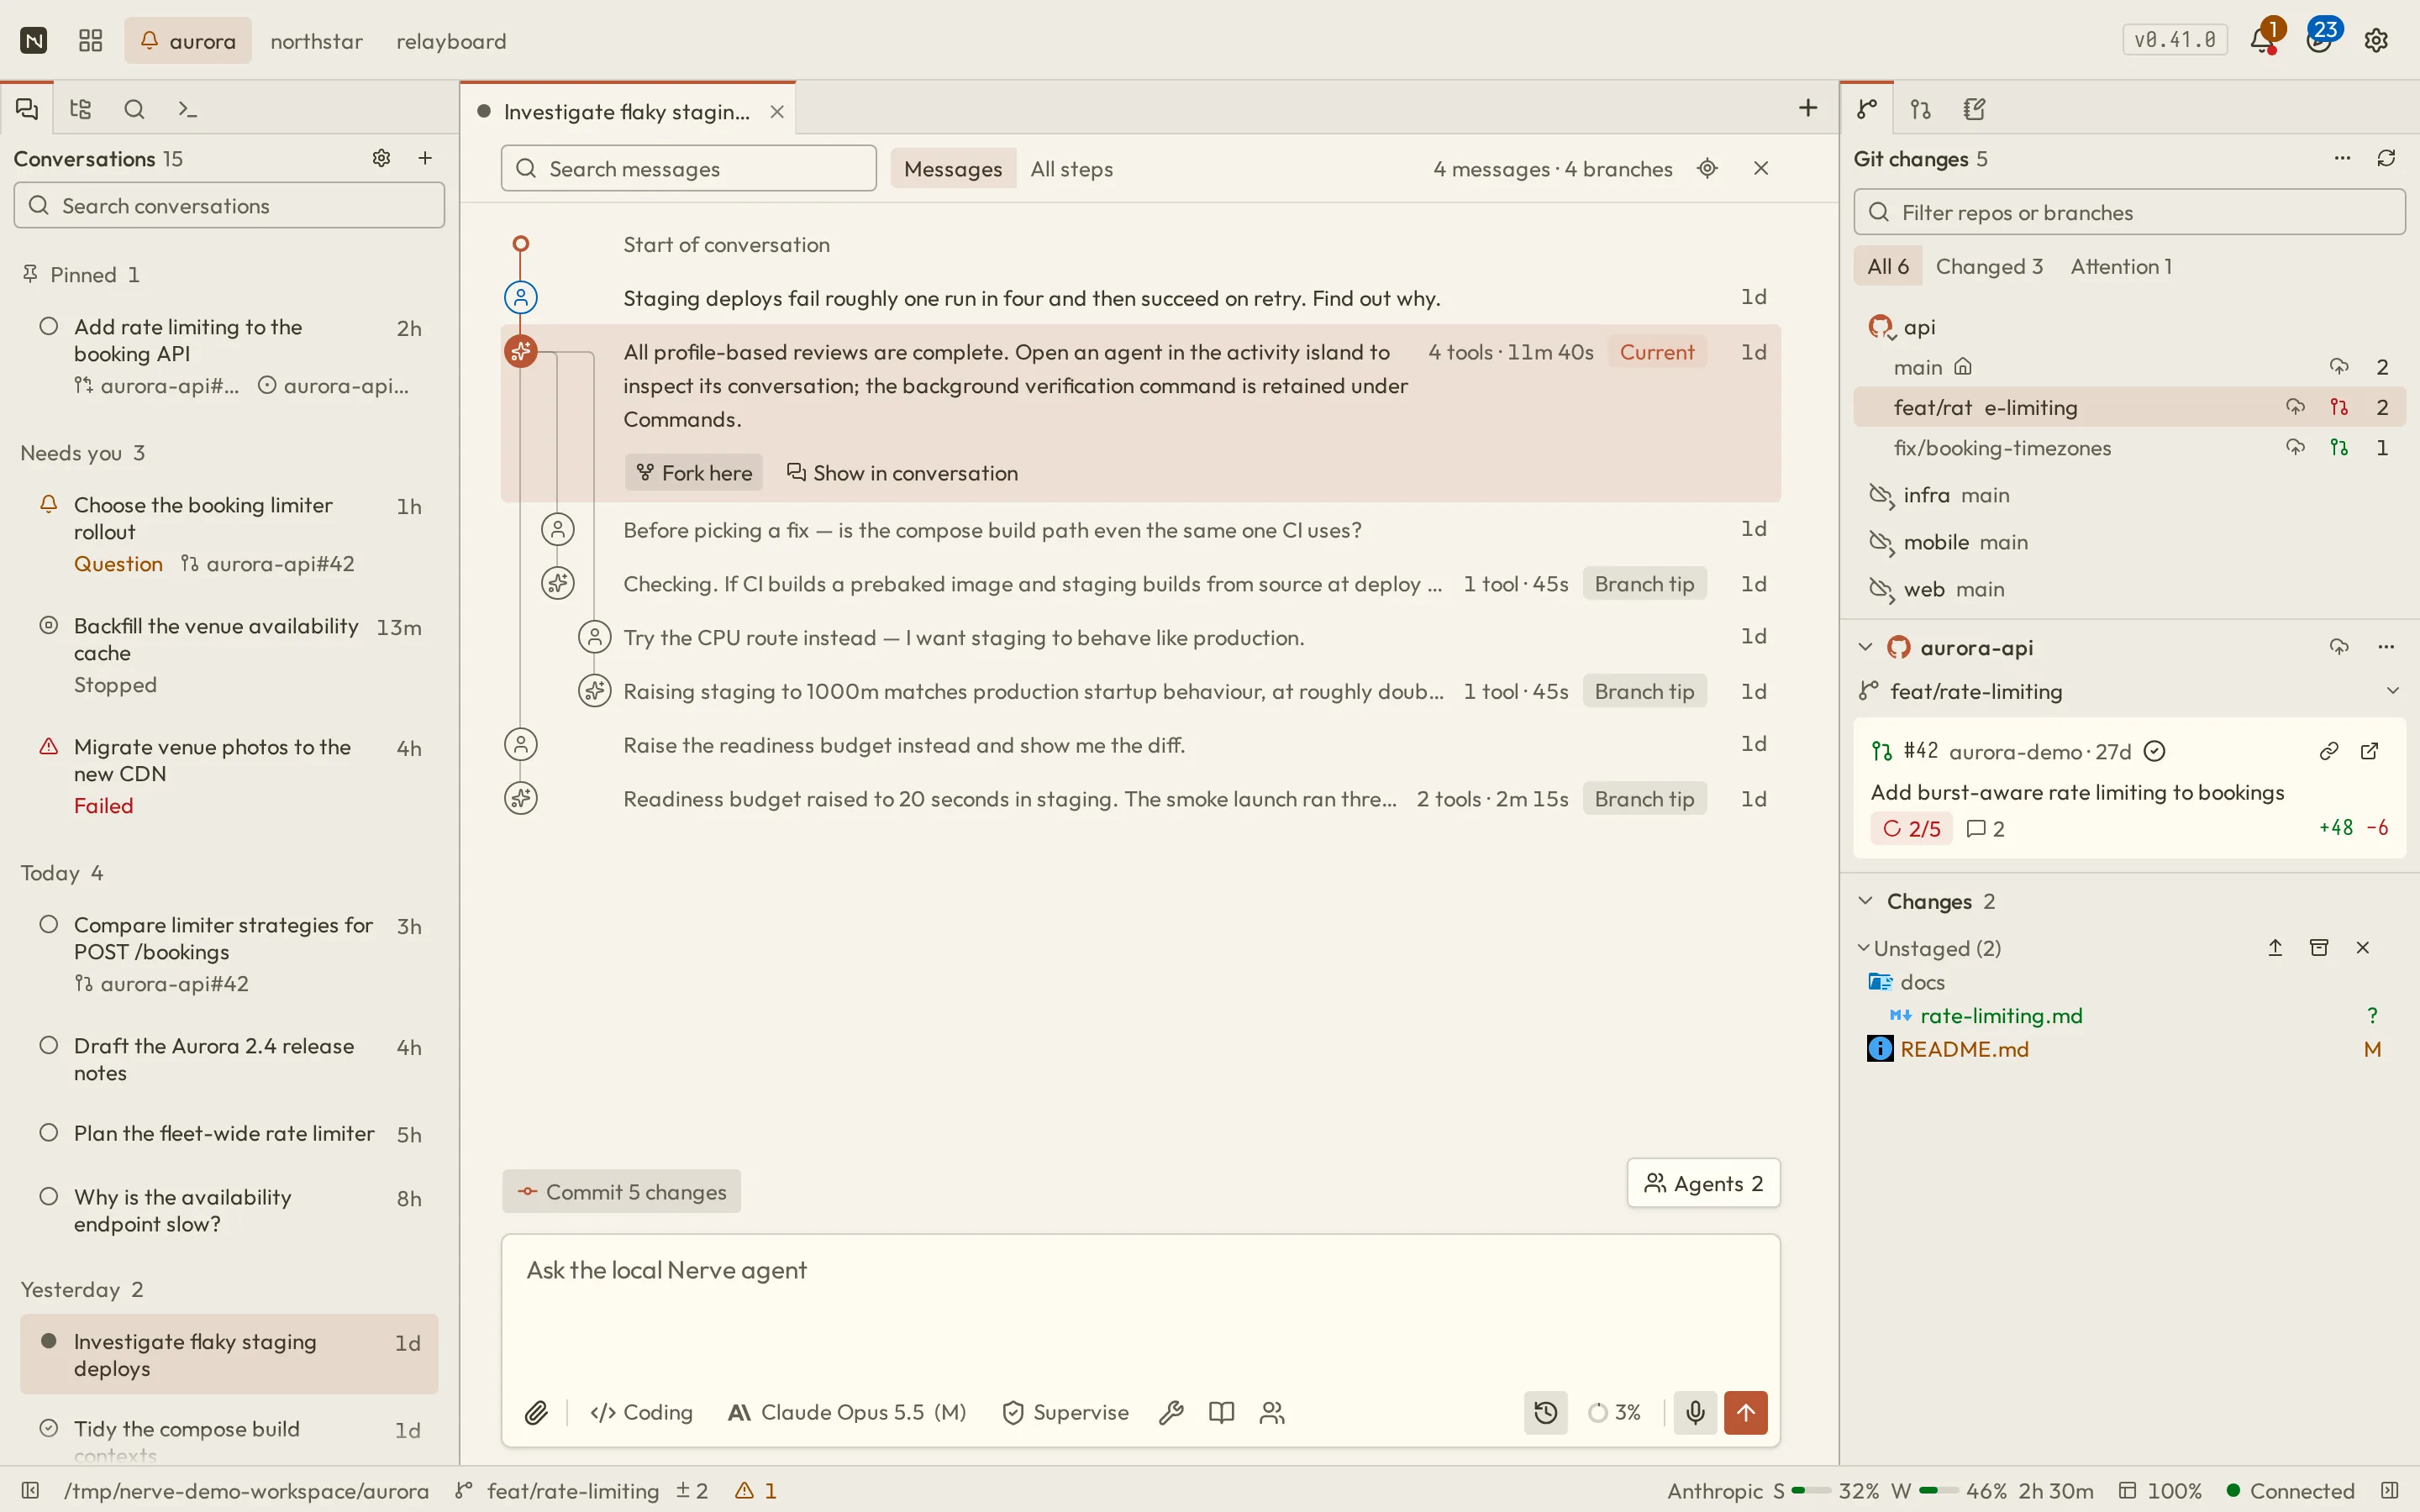 aurora
northstar
relayboard
v0.41.0
1
23
Conversations 15
Search conversations
Pinned 1
Add rate limiting to the
booking API
2h
aurora-api#...
aurora-api...
Needs you 3
Choose the booking limiter
rollout
1h
Question
aurora-api#42
Backfill the venue availability
cache
13m
Stopped
Migrate venue photos to the
new CDN
4h
Failed
Today 4
Compare limiter strategies for
POST /bookings
3h
aurora-api#42
Draft the Aurora 2.4 release
notes
4h
Plan the fleet-wide rate limiter
5h
Why is the availability
endpoint slow?
8h
Yesterday 2
Investigate flaky staging
deploys
1d
Tidy the compose build
contexts
1d
Investigate flaky stagin...
Search messages
Messages
All steps
4 messages · 4 branches
Start of conversation
Staging deploys fail roughly one run in four and then succeed on retry. Find out why.
1d
All profile-based reviews are complete. Open an agent in the activity island to
inspect its conversation; the background verification command is retained under
Commands.
4 tools · 11m 40s
Current
1d
Fork here
Show in conversation
Before picking a fix — is the compose build path even the same one CI uses?
1d
Checking. If CI builds a prebaked image and staging builds from source at deploy ...
1 tool · 45s
Branch tip
1d
Try the CPU route instead — I want staging to behave like production.
1d
Raising staging to 1000m matches production startup behaviour, at roughly doub...
1 tool · 45s
Branch tip
1d
Raise the readiness budget instead and show me the diff.
1d
Readiness budget raised to 20 seconds in staging. The smoke launch ran thre...
2 tools · 2m 15s
Branch tip
1d
Commit 5 changes
Agents 2
Ask the local Nerve agent
Coding
Claude Opus 5.5 (M)
Supervise
3%
Git changes 5
Filter repos or branches
All 6
Changed 3
Attention 1
api
main
2
feat/rat e-limiting
2
fix/booking-timezones
1
infra main
mobile main
web main
aurora-api
feat/rate-limiting
#42 aurora-demo · 27d
Add burst-aware rate limiting to bookings
2/5
2
+48 -6
Changes 2
Unstaged (2)
docs
rate-limiting.md
?
README.md
M
/tmp/nerve-demo-workspace/aurora
feat/rate-limiting
±2
1
Anthropic S 32% W 46% 2h 30m
100%
Connected